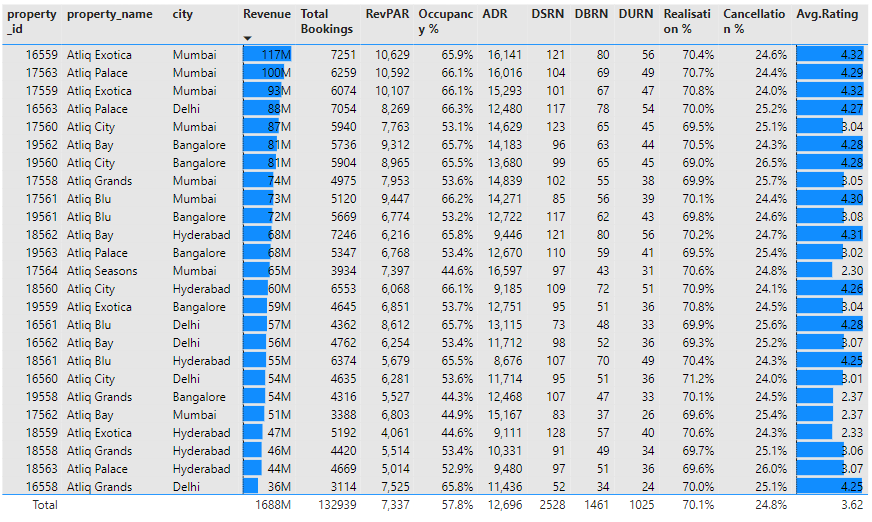 property_id property_name city Revenue Total Bookings RevPAR Occupancy % ADR DSRN DBRN DURN Realisation % Cancellation % Avg.Rating
16559 Atliq Exotica Mumbai 117M 7251 10,629 65.9% 16,141 121 80 56 70.4% 24.6% 4.32
17563 Atliq Palace Mumbai 100M 6259 10,592 66.1% 16,016 104 69 49 70.7% 24.4% 4.29
17559 Atliq Exotica Mumbai 93M 6074 10,107 66.1% 15,293 101 67 47 70.8% 24.0% 4.32
16563 Atliq Palace Delhi 88M 7054 8,269 66.3% 12,480 117 78 54 70.0% 25.2% 4.27
17560 Atliq City Mumbai 87M 5940 7,763 53.1% 14,629 123 65 45 69.5% 25.1% 3.04
19562 Atliq Bay Bangalore 81M 5736 9,312 65.7% 14,183 96 63 44 70.5% 24.3% 4.28
19560 Atliq City Bangalore 81M 5904 8,965 65.5% 13,680 99 65 45 69.0% 26.5% 4.28
17558 Atliq Grands Mumbai 74M 4975 7,953 53.6% 14,839 102 55 38 69.9% 25.7% 3.05
17561 Atliq Blu Mumbai 73M 5120 9,447 66.2% 14,271 85 56 39 70.1% 24.4% 4.30
19561 Atliq Blu Bangalore 72M 5669 6,774 53.2% 12,722 117 62 43 69.8% 24.6% 3.08
18562 Atliq Bay Hyderabad 68M 7246 6,216 65.8% 9,446 121 80 56 70.2% 24.7% 4.31
19563 Atliq Palace Bangalore 68M 5347 6,768 53.4% 12,670 110 59 41 69.5% 25.4% 3.02
17564 Atliq Seasons Mumbai 65M 3934 7,397 44.6% 16,597 97 43 31 70.6% 24.8% 2.30
18560 Atliq City Hyderabad 60M 6553 6,068 66.1% 9,185 109 72 51 70.9% 24.1% 4.26
19559 Atliq Exotica Bangalore 59M 4645 6,851 53.7% 12,751 95 51 36 70.8% 24.5% 3.04
16561 Atliq Blu Delhi 57M 4362 8,612 65.7% 13,115 73 48 33 69.9% 25.6% 4.28
16562 Atliq Bay Delhi 56M 4762 6,254 53.4% 11,712 98 52 36 69.3% 25.2% 3.07
18561 Atliq Blu Hyderabad 55M 6374 5,679 65.5% 8,676 107 70 49 70.4% 24.3% 4.25
16560 Atliq City Delhi 54M 4635 6,281 53.6% 11,714 95 51 36 71.2% 24.0% 3.01
19558 Atliq Grands Bangalore 54M 4316 5,527 44.3% 12,468 107 47 33 70.1% 24.5% 2.37
17562 Atliq Bay Mumbai 51M 3388 6,803 44.9% 15,167 83 37 26 69.6% 25.4% 2.37
18559 Atliq Exotica Hyderabad 47M 5192 4,061 44.6% 9,111 128 57 40 70.6% 24.3% 2.33
18558 Atliq Grands Hyderabad 46M 4420 5,514 53.4% 10,331 91 49 34 69.7% 25.1% 3.06
18563 Atliq Palace Hyderabad 44M 4669 5,014 52.9% 9,480 97 51 36 69.6% 26.0% 3.07
16558 Atliq Grands Delhi 36M 3114 7,525 65.8% 11,436 52 34 24 70.0% 25.1% 4.25
Total 1688M 132939 7,337 57.8% 12,696 2528 1461 1025 70.1% 24.8% 3.62